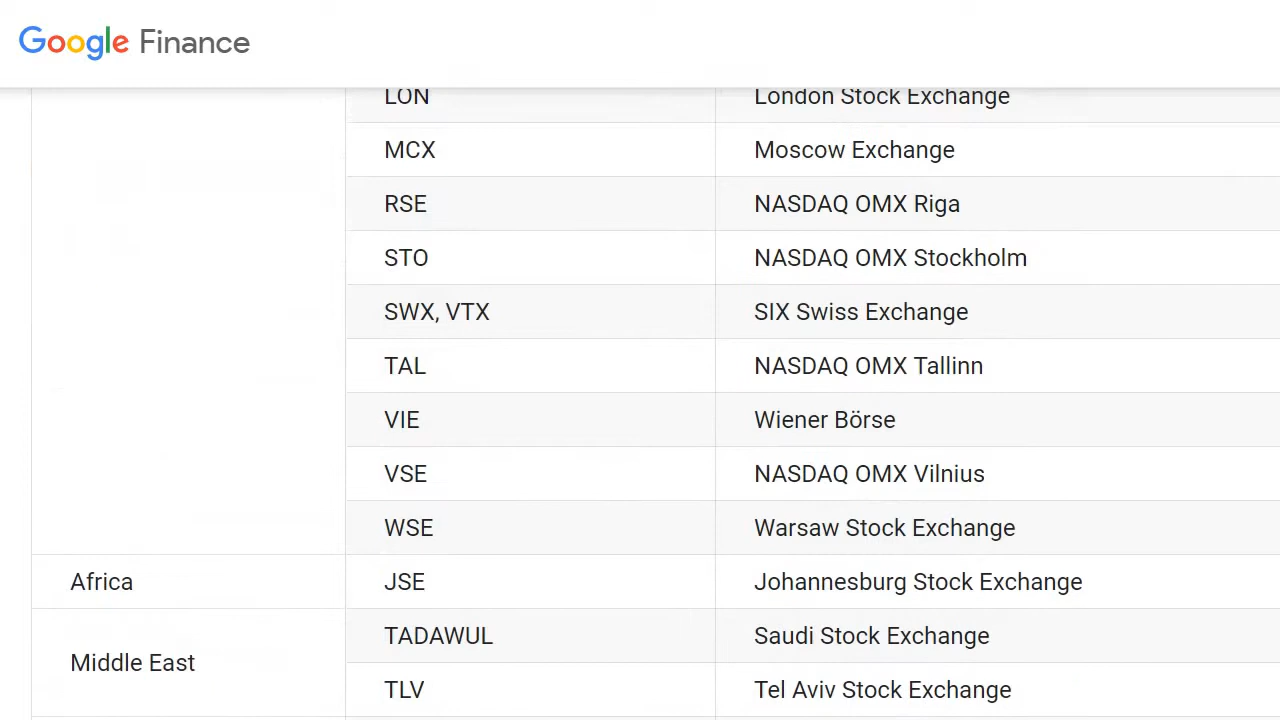 Google Finance
LON London Stock Exchange
MCX Moscow Exchange
RSE NASDAQ OMX Riga
STO NASDAQ OMX Stockholm
SWX, VTX SIX Swiss Exchange
TAL NASDAQ OMX Tallinn
VIE Wiener Börse
VSE NASDAQ OMX Vilnius
WSE Warsaw Stock Exchange
Africa JSE Johannesburg Stock Exchange
TADAWUL Saudi Stock Exchange
Middle East
TLV Tel Aviv Stock Exchange